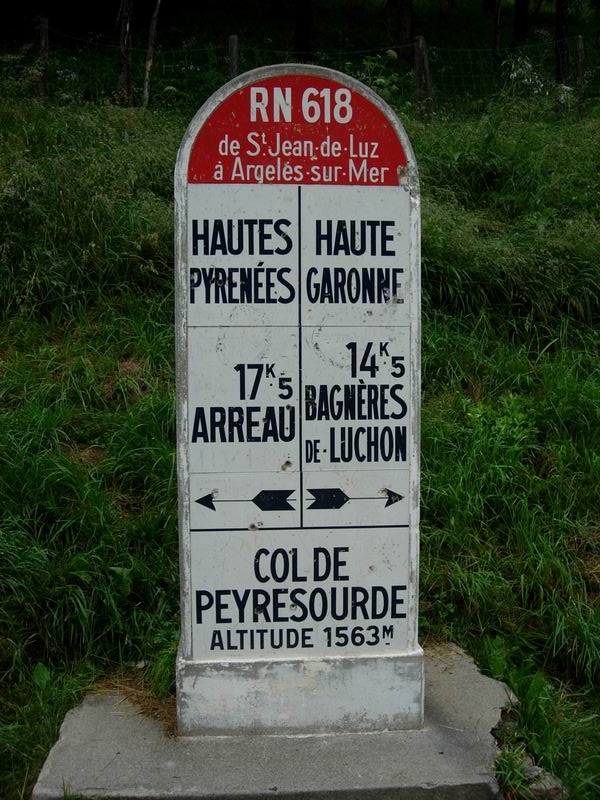 RN 618
de St Jean-de-Luz
à Argelès-sur-Mer
HAUTES
PYRENÉES
HAUTE
GARONNE
17K5
ARREAU
14K5
BAGNÈRES
DE-LUCHON
COL DE
PEYRESOURDE
ALTITUDE 1563M